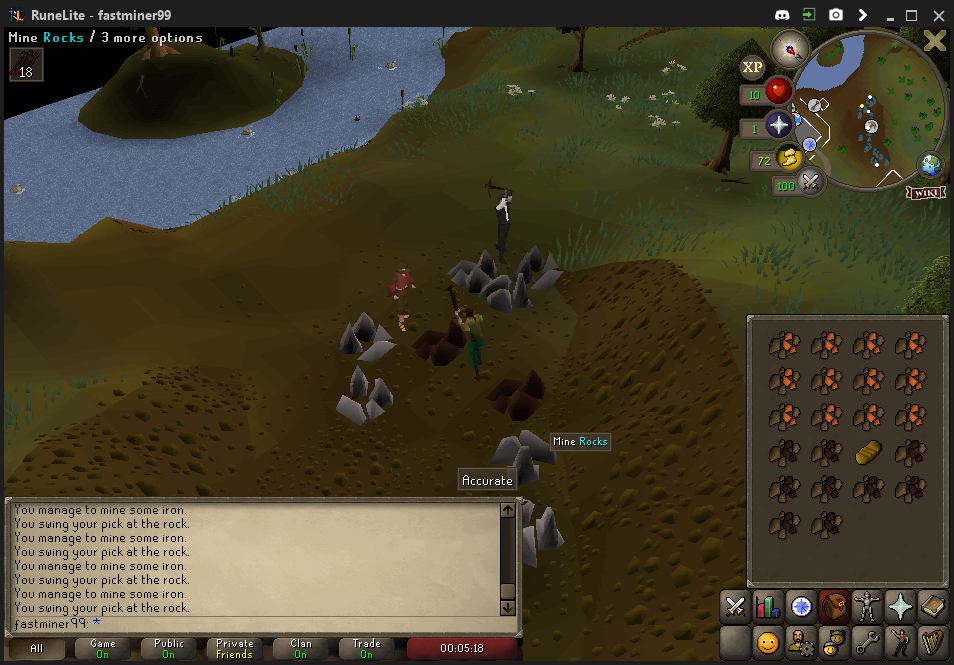 RuneLite - fastminer99
Mine Rocks / 3 more options
18
XP
10
1
72
100
WIKI
Mine Rocks
Accurate
You manage to mine some iron.
You swing your pick at the rock.
You manage to mine some iron.
You swing your pick at the rock.
You manage to mine some iron.
You swing your pick at the rock.
You manage to mine some iron.
You swing your pick at the rock.
fastminer99: *
All
Game
On
Public
On
Private
Friends
Clan
On
Trade
On
00:05:18